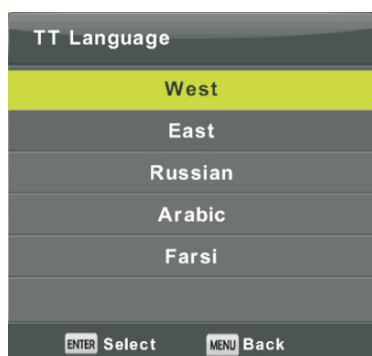 TT Language
West
East
Russian
Arabic
Farsi
ENTER Select MENU Back